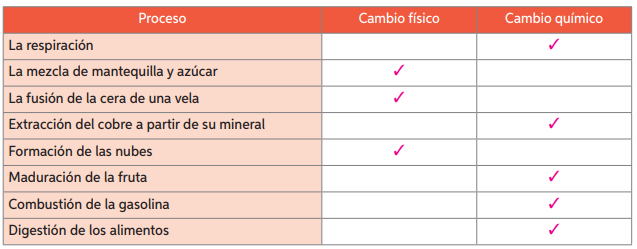 Proceso Cambio físico Cambio químico
La respiración ✓
La mezcla de mantequilla y azúcar ✓
La fusión de la cera de una vela ✓
Extracción del cobre a partir de su mineral ✓
Formación de las nubes ✓
Maduración de la fruta ✓
Combustión de la gasolina ✓
Digestión de los alimentos ✓